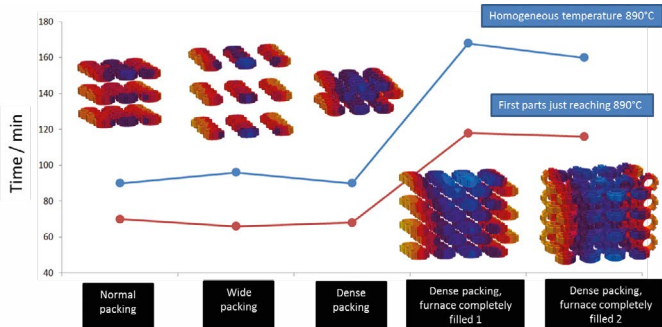 180
Homogeneous temperature 890°C
160
140
First parts just reaching 890°C
120
100
80
60
40
Time / min
Normal
packing
Wide
packing
Dense
packing
Dense packing,
furnace completely
filled 1
Dense packing,
furnace completely
filled 2